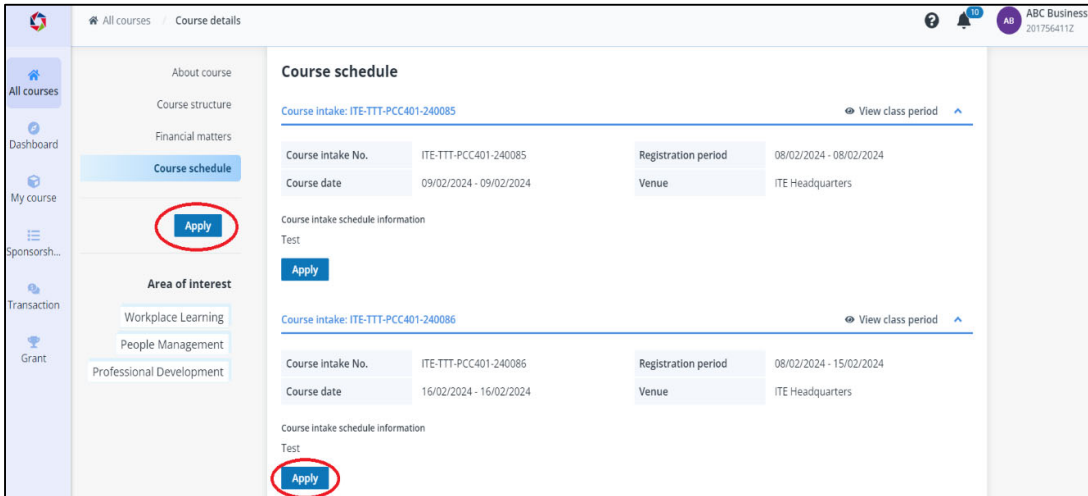 All courses / Course details
10
AB
ABC Business
201756411Z
All courses
Dashboard
My course
Sponsorsh...
Transaction
Grant
About course
Course structure
Financial matters
Course schedule
Apply
Area of interest
Workplace Learning
People Management
Professional Development
Course schedule
Course intake: ITE-TTT-PCC401-240085 View class period
Course intake No. ITE-TTT-PCC401-240085 Registration period 08/02/2024 - 08/02/2024
Course date 09/02/2024 - 09/02/2024 Venue ITE Headquarters
Course intake schedule information
Test
Apply
Course intake: ITE-TTT-PCC401-240086 View class period
Course intake No. ITE-TTT-PCC401-240086 Registration period 08/02/2024 - 15/02/2024
Course date 16/02/2024 - 16/02/2024 Venue ITE Headquarters
Course intake schedule information
Test
Apply